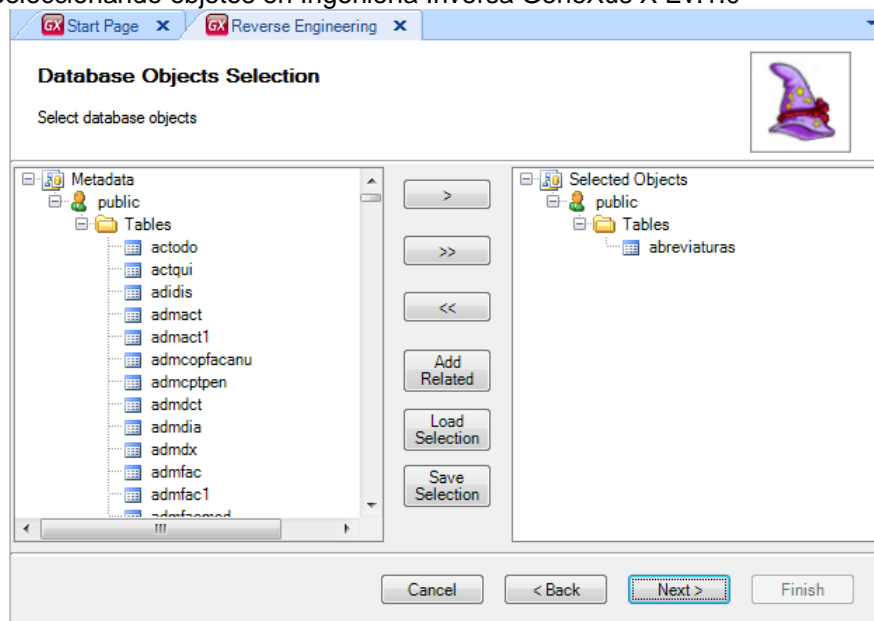 Start Page
Reverse Engineering
Database Objects Selection
Select database objects
Metadata
public
Tables
actodo
actqui
adidis
admact
admact1
admcopfacanu
admcptpen
admdct
admdia
admdx
admfac
admfac1
>
>>
<<
Add
Related
Load
Selection
Save
Selection
Selected Objects
public
Tables
abreviaturas
Cancel
< Back
Next >
Finish